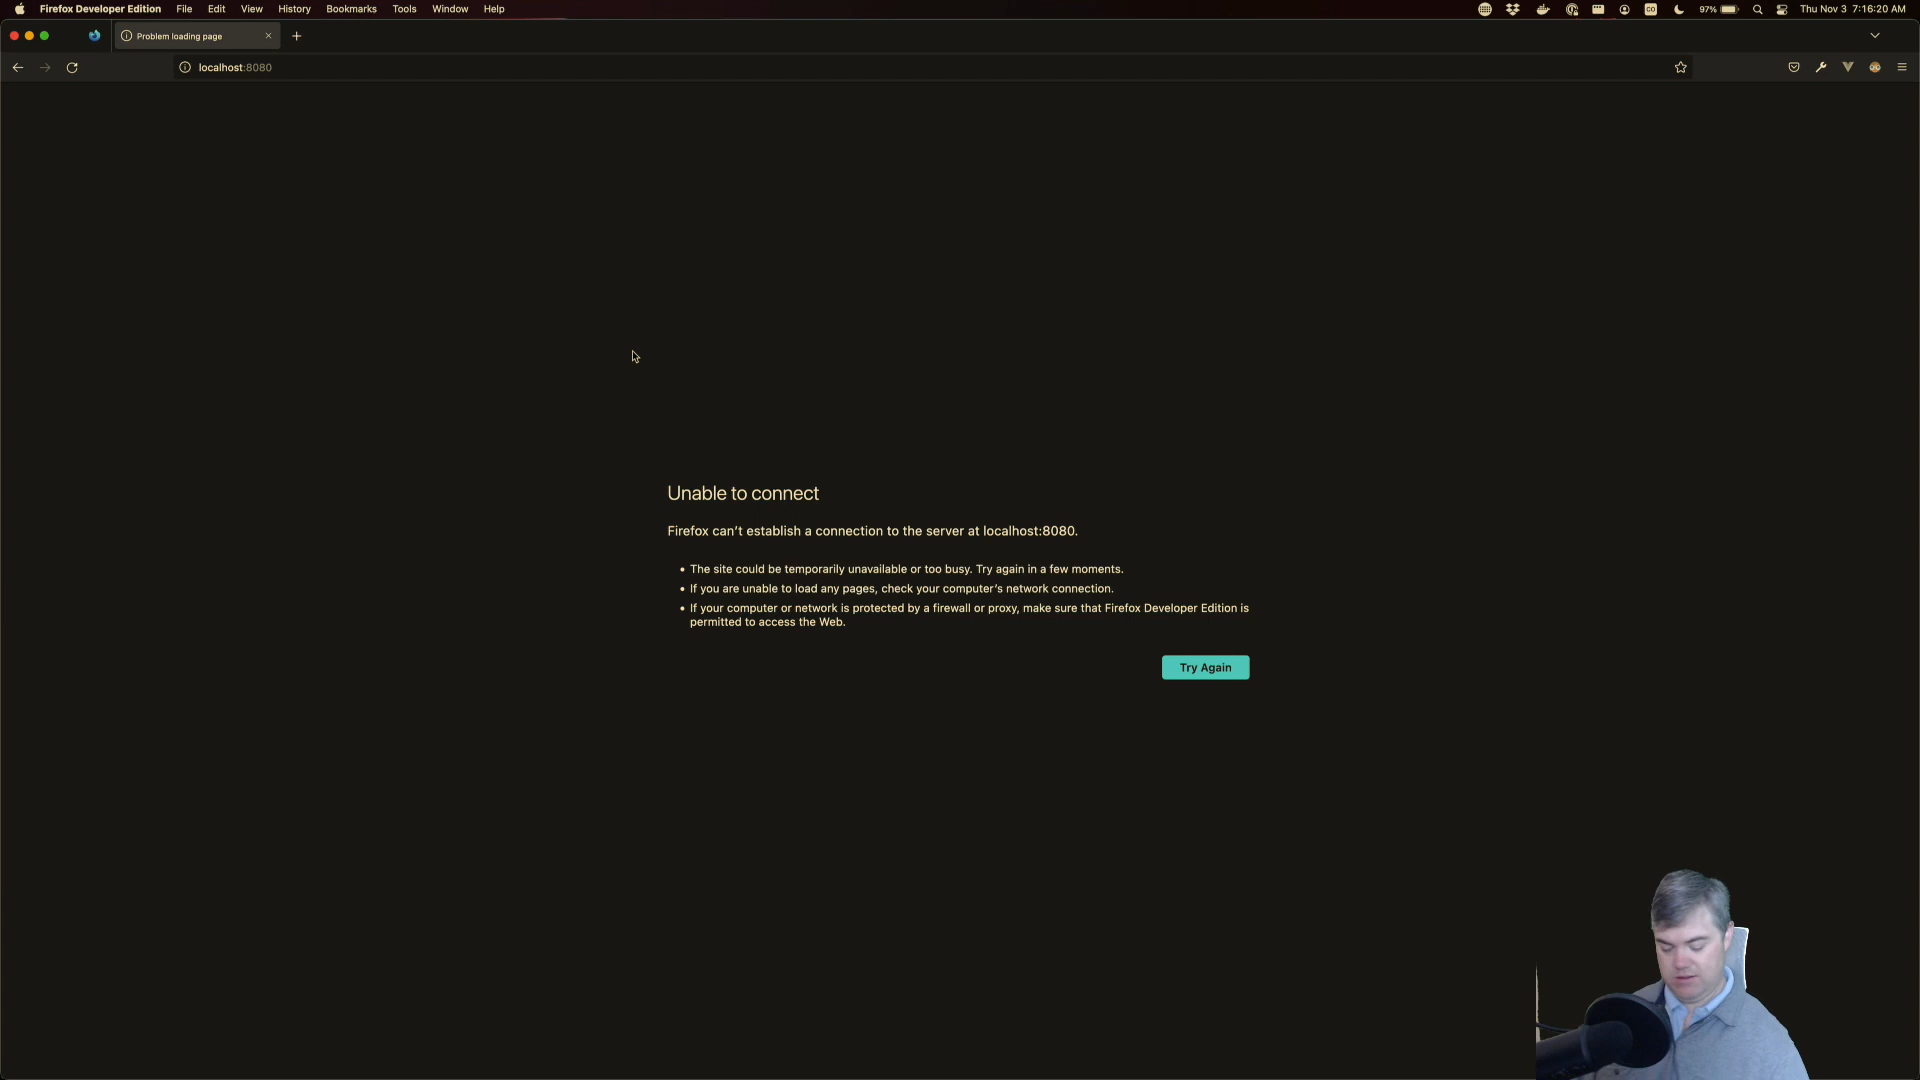 Firefox Developer Edition File Edit View History Bookmarks Tools Window Help 97% Thu Nov 3 7:16:20 AM
Problem loading page
localhost:8080
Unable to connect
Firefox can’t establish a connection to the server at localhost:8080.
• The site could be temporarily unavailable or too busy. Try again in a few moments.
• If you are unable to load any pages, check your computer’s network connection.
• If your computer or network is protected by a firewall or proxy, make sure that Firefox Developer Edition is
permitted to access the Web.
Try Again